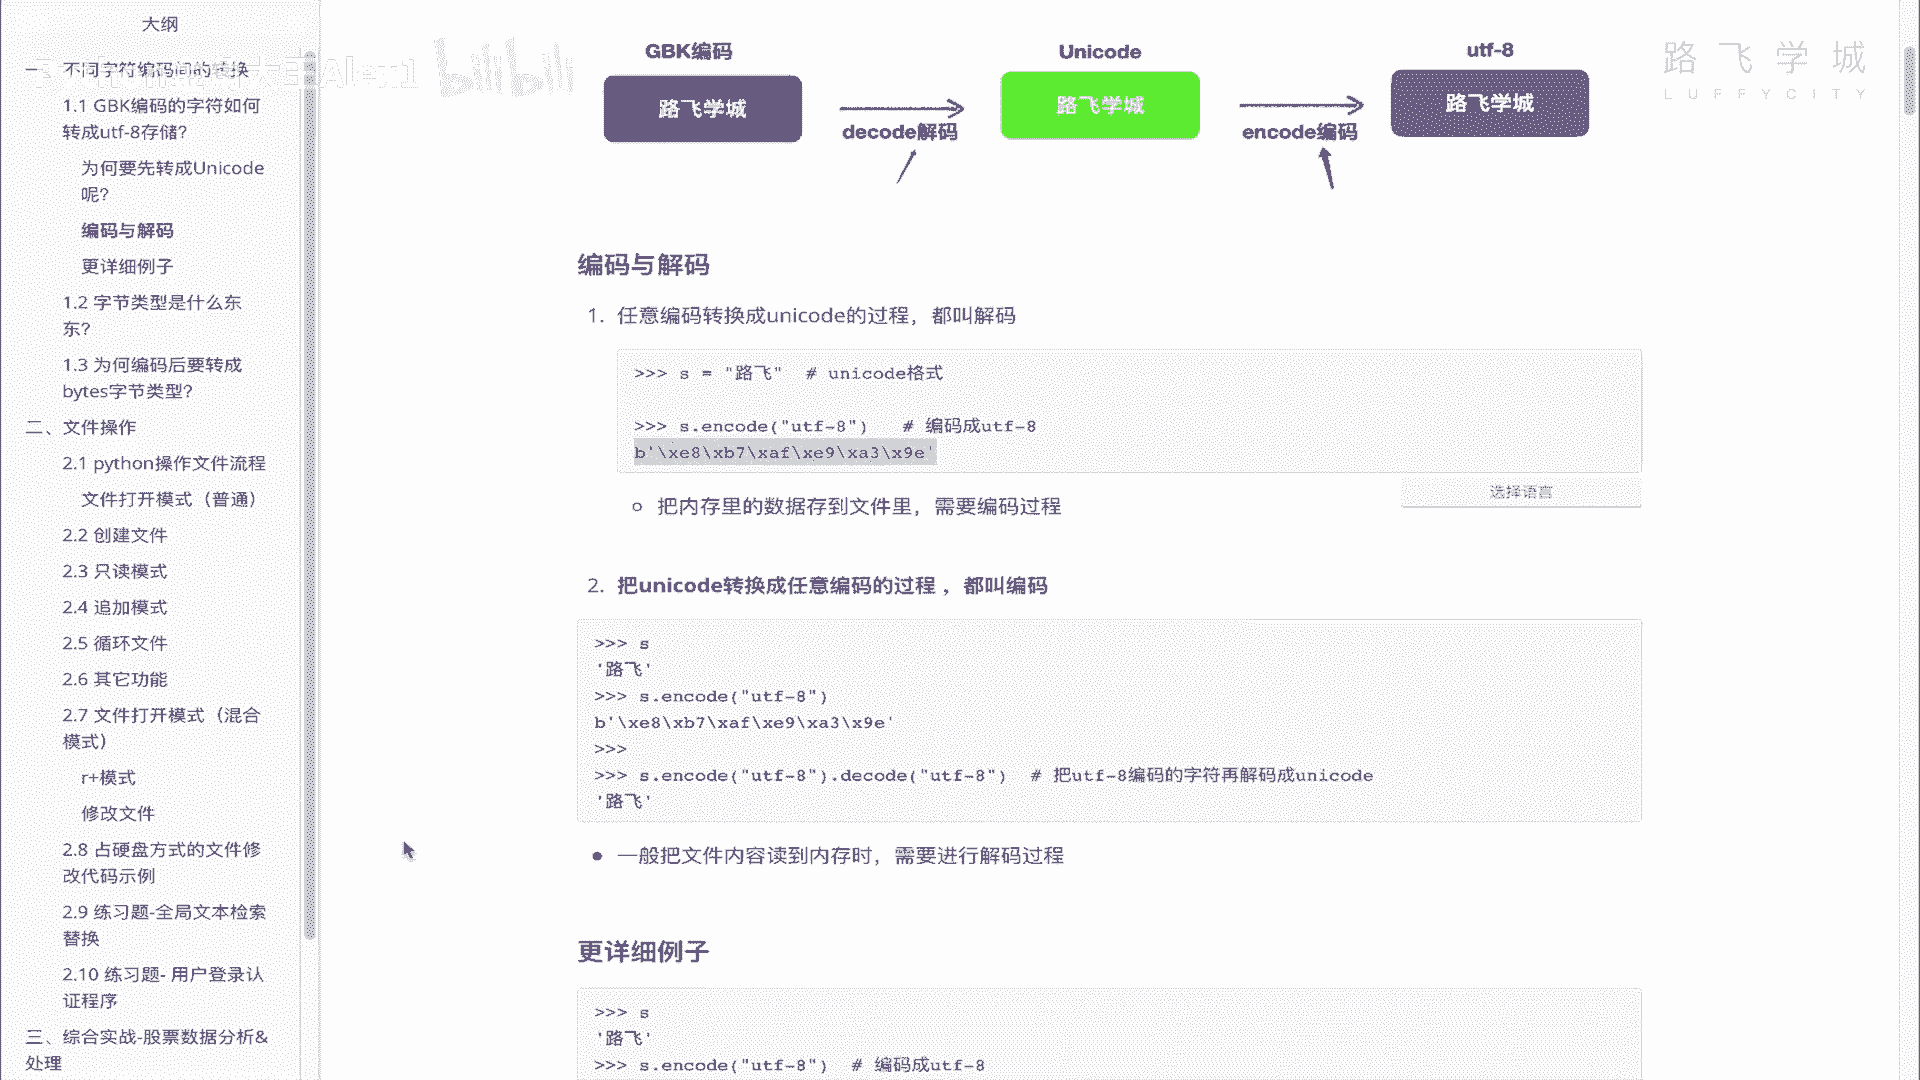 大纲
一、不同字符编码间的转换
1.1 GBK编码的字符如何
转成utf-8存储?
为何要先转成Unicode
呢?
编码与解码
更详细例子
1.2 字节类型是什么东
东?
1.3 为何编码后要转成
bytes字节类型?
二、文件操作
2.1 python操作文件流程
文件打开模式（普通）
2.2 创建文件
2.3 只读模式
2.4 追加模式
2.5 循环文件
2.6 其它功能
2.7 文件打开模式（混合
模式）
r+模式
修改文件
2.8 占硬盘方式的文件修
改代码示例
2.9 练习题-全局文本检索
替换
2.10 练习题- 用户登录认
证程序
三、综合实战-股票数据分析&
处理
bilibili
路飞学城
LUFFYCITY
GBK编码
Unicode
utf-8
路飞学城
路飞学城
路飞学城
decode解码
encode编码
编码与解码
1. 任意编码转换成unicode的过程，都叫解码
>>> s = "路飞"  # unicode格式
>>> s.encode("utf-8")   # 编码成utf-8
b'\xe8\xb7\xaf\xe9\xa3\x9e'
选择语言
把内存里的数据存到文件里，需要编码过程
2. 把unicode转换成任意编码的过程 ，都叫编码
>>> s
'路飞'
>>> s.encode("utf-8")
b'\xe8\xb7\xaf\xe9\xa3\x9e'
>>>
>>> s.encode("utf-8").decode("utf-8")  # 把utf-8编码的字符再解码成unicode
'路飞'
一般把文件内容读到内存时，需要进行解码过程
更详细例子
>>> s
'路飞'
>>> s.encode("utf-8")  # 编码成utf-8